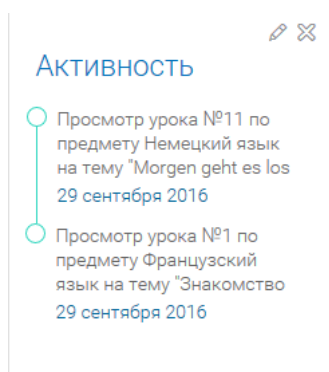 Активность
Просмотр урока №11 по
предмету Немецкий язык
на тему "Morgen geht es los
29 сентября 2016
Просмотр урока №1 по
предмету Французский
язык на тему "Знакомство
29 сентября 2016